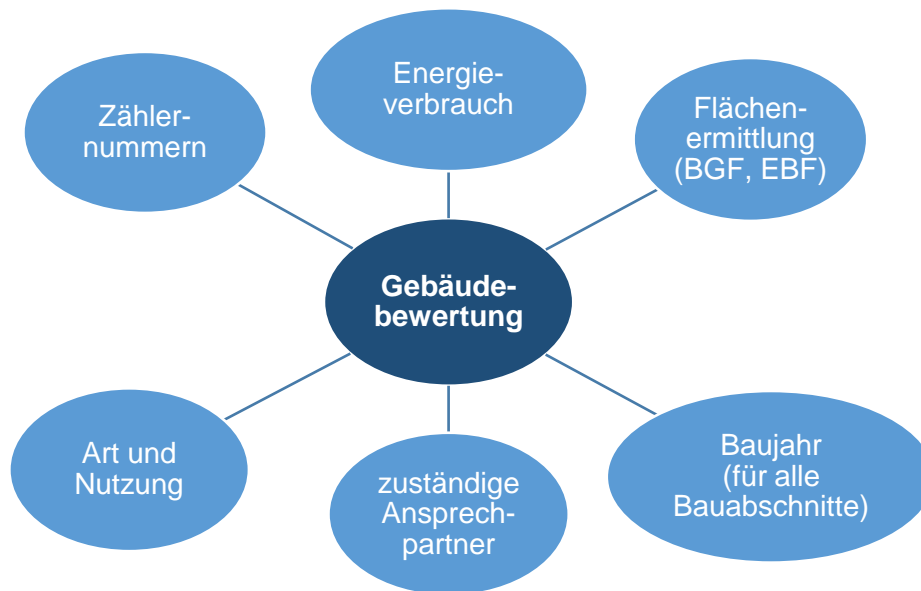 Energie-
verbrauch
Zähler-
nummern
Flächen-
ermittlung
(BGF, EBF)
Gebäude-
bewertung
Art und
Nutzung
zuständige
Ansprech-
partner
Baujahr
(für alle
Bauabschnitte)